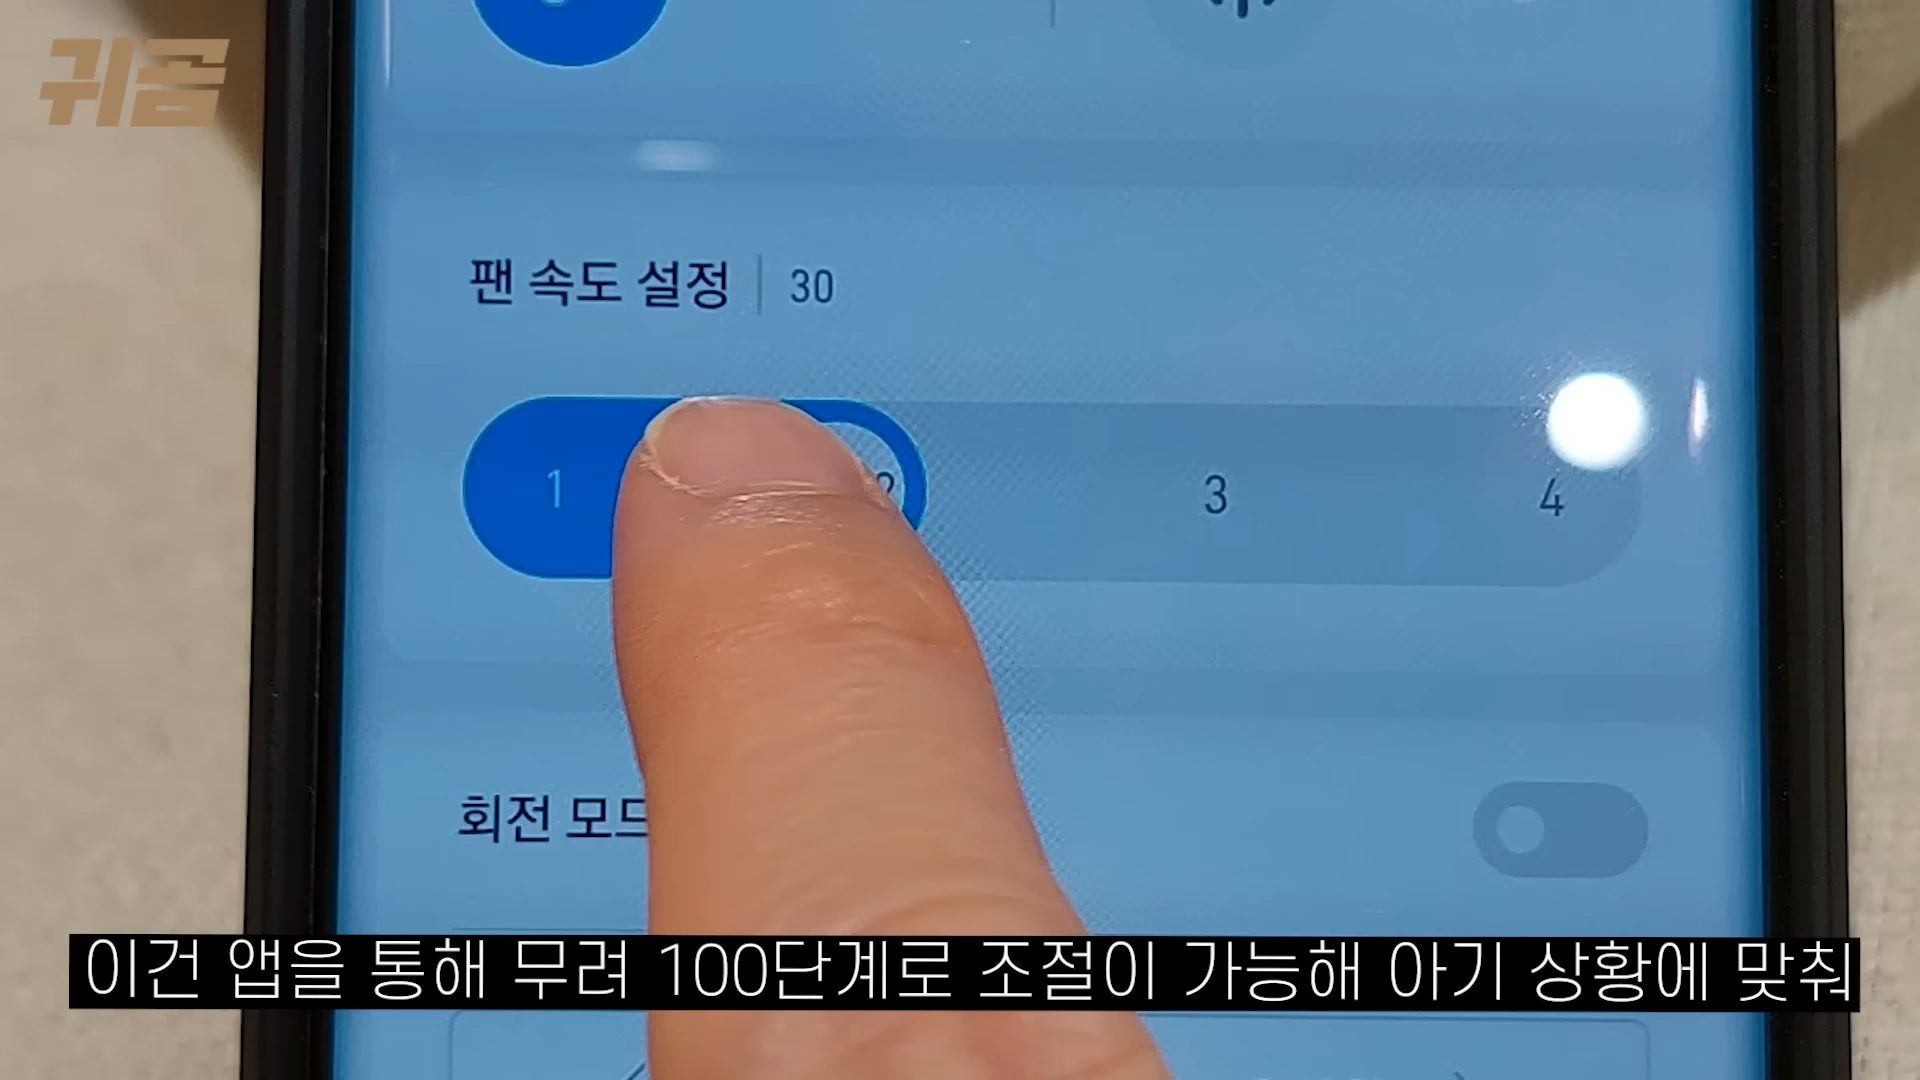 귀곰
팬 속도 설정 | 30
1 2 3 4
회전 모드
이건 앱을 통해 무려 100단계로 조절이 가능해 아기 상황에 맞춰